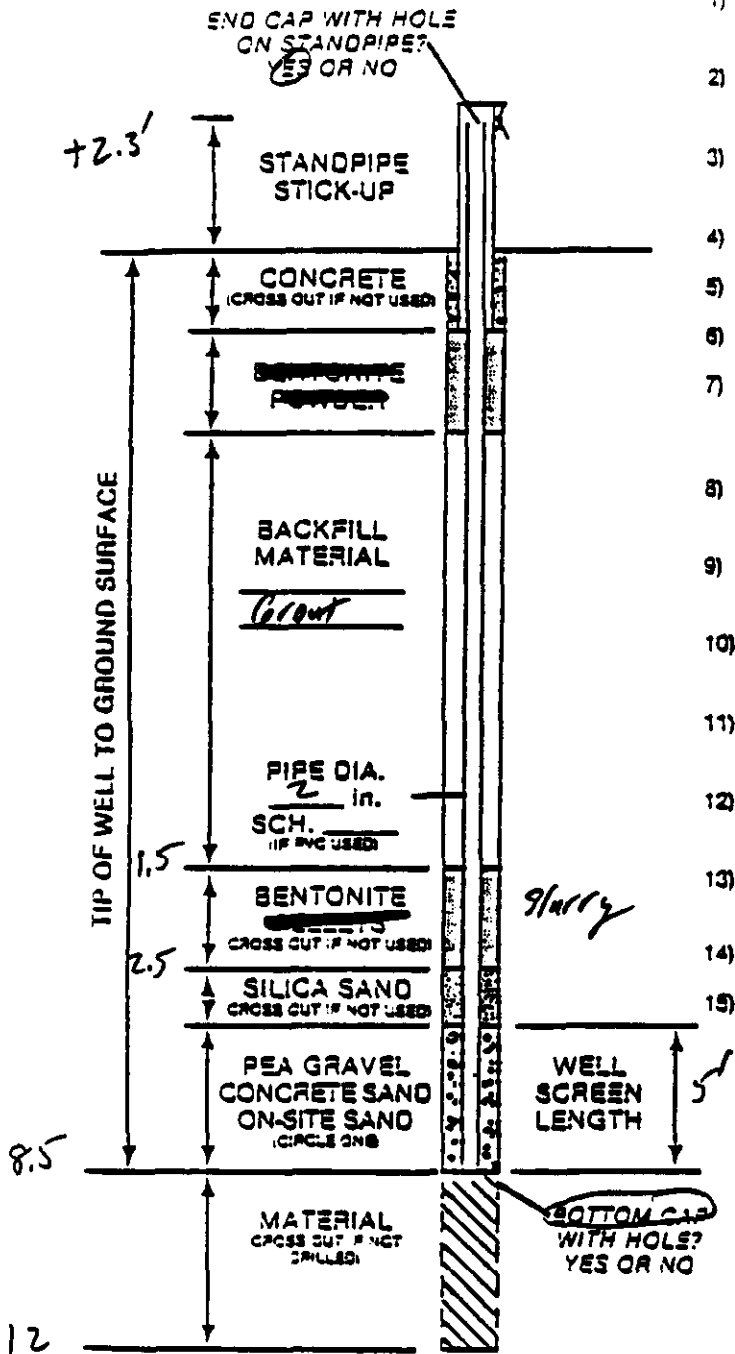 1)
END CAP WITH HOLE
ON STANDPIPE?
YES OR NO
2)
+2.3'
STANDPIPE
STICK-UP
3)
4)
CONCRETE
(CROSS OUT IF NOT USED)
5)
6)
BENTONITE
POWDER
7)
TIP OF WELL TO GROUND SURFACE
8)
BACKFILL
MATERIAL
9)
Grout
10)
11)
PIPE DIA.
2 in.
12)
SCH.
(IF PVC USED)
1.5
13)
BENTONITE
Slurry
CROSS OUT IF NOT USED)
14)
2.5
SILICA SAND
CROSS OUT IF NOT USED)
15)
PEA GRAVEL
CONCRETE SAND
ON-SITE SAND
(CIRCLE ONE)
WELL
SCREEN
LENGTH
5'
8.5
MATERIAL
CROSS OUT IF NOT
DRILLED)
BOTTOM CAP
WITH HOLE?
YES OR NO
12